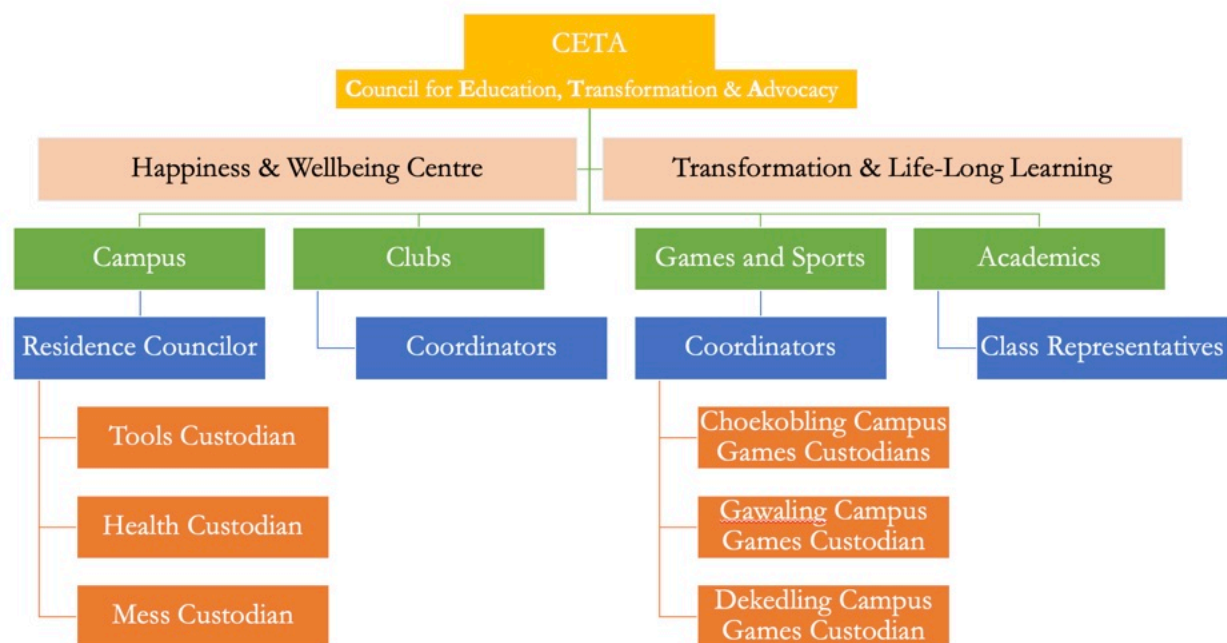 CETA
Council for Education, Transformation & Advocacy
Happiness & Wellbeing Centre
Transformation & Life-Long Learning
Campus
Clubs
Games and Sports
Academics
Residence Councilor
Coordinators
Coordinators
Class Representatives
Tools Custodian
Choekobling Campus
Games Custodians
Health Custodian
Gawaling Campus
Games Custodian
Mess Custodian
Dekedling Campus
Games Custodian